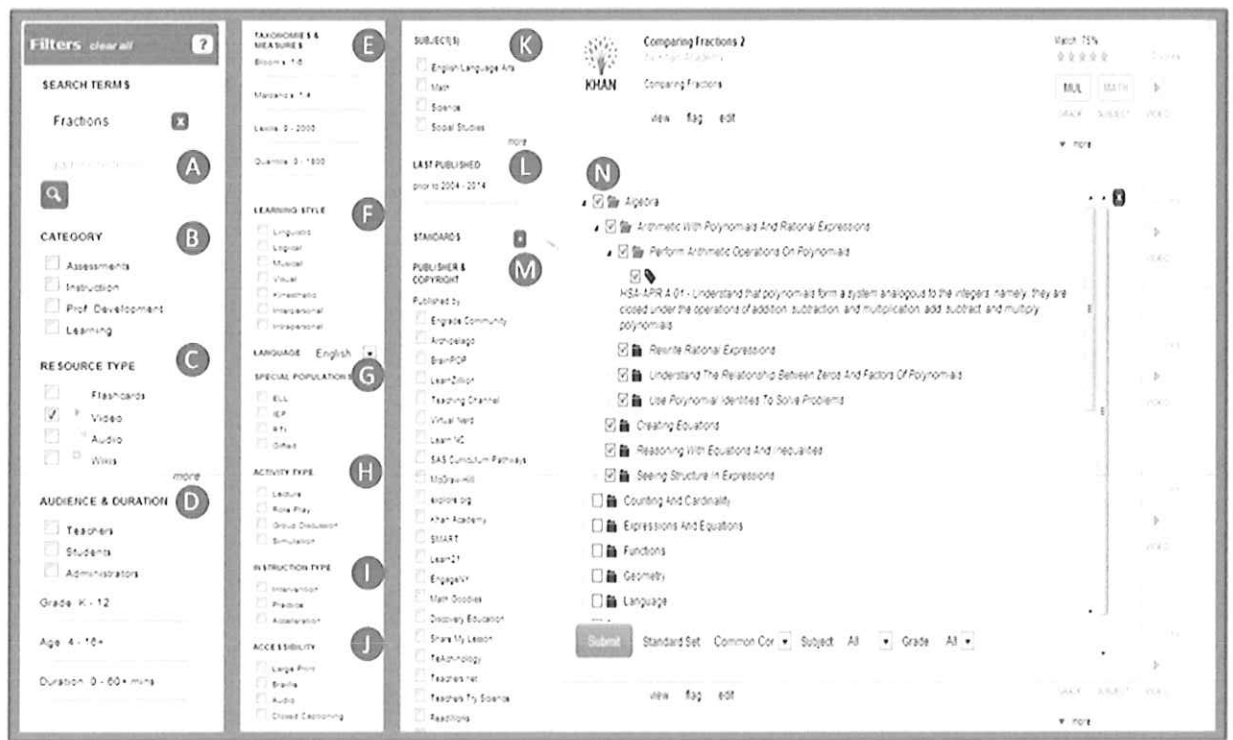 Filters clear all ?
SEARCH TERMS
Fractions x
A
B
CATEGORY
Assessments
Instruction
Prof. Development
Learning
C
RESOURCE TYPE
Flashcards
Video
Audio
Wikis
more
AUDIENCE & DURATION D
Teachers
Students
Administrators
Grade K - 12
Age 4 - 18+
Duration 0 - 60+ mins
TAXONOMIES &
MEASURES
E
Blooms 1-6
Marzano's 1-4
Lexile 0 - 2000
Quantile 0 - 1800
LEARNING STYLE F
Linguistic
Logical
Musical
Visual
Kinesthetic
Interpersonal
Intrapersonal
LANGUAGE English
SPECIAL POPULATIONS G
ELL
IEP
RTI
Gifted
ACTIVITY TYPE H
Lecture
Role Play
Group Discussion
Simulation
INSTRUCTION TYPE I
Intervention
Practice
Acceleration
ACCESSIBILITY J
Large Print
Braille
Audio
Closed Captioning
SUBJECT(S) K
English Language Arts
Math
Science
Social Studies
more
LAST PUBLISHED L
prior to 2004 - 2014
STANDARDS x
PUBLISHER &
COPYRIGHT
M
Published by
Engrade Community
Archipelago
BrainPOP
LearnZillion
Teaching Channel
Virtual Nerd
Learn NC
SAS Curriculum Pathways
McGraw-Hill
explore.org
Khan Academy
SMART
Learn21
EngageNY
Math Goodies
Discovery Education
Share My Lesson
TeAchnology
Teachers.net
Teachers Try Science
ReadWorks
KHAN
Comparing Fractions 2
by Khan Academy
Comparing Fractions
view flag edit
Match 75%
MUL MATH
GRADE SUBJECT VIDEO
more
N
x
Algebra
Arithmetic With Polynomials And Rational Expressions
Perform Arithmetic Operations On Polynomials
HSA-APR.A.01 - Understand that polynomials form a system analogous to the integers, namely, they are
closed under the operations of addition, subtraction, and multiplication; add, subtract, and multiply
polynomials
Rewrite Rational Expressions
Understand The Relationship Between Zeros And Factors Of Polynomials
Use Polynomial Identities To Solve Problems
Creating Equations
Reasoning With Equations And Inequalities
Seeing Structure In Expressions
Counting And Cardinality
Expressions And Equations
Functions
Geometry
Language
VIDEO
VIDEO
VIDEO
Submit Standard Set Common Cor Subject All Grade All
view flag edit
GRADE SUBJECT VIDEO
more